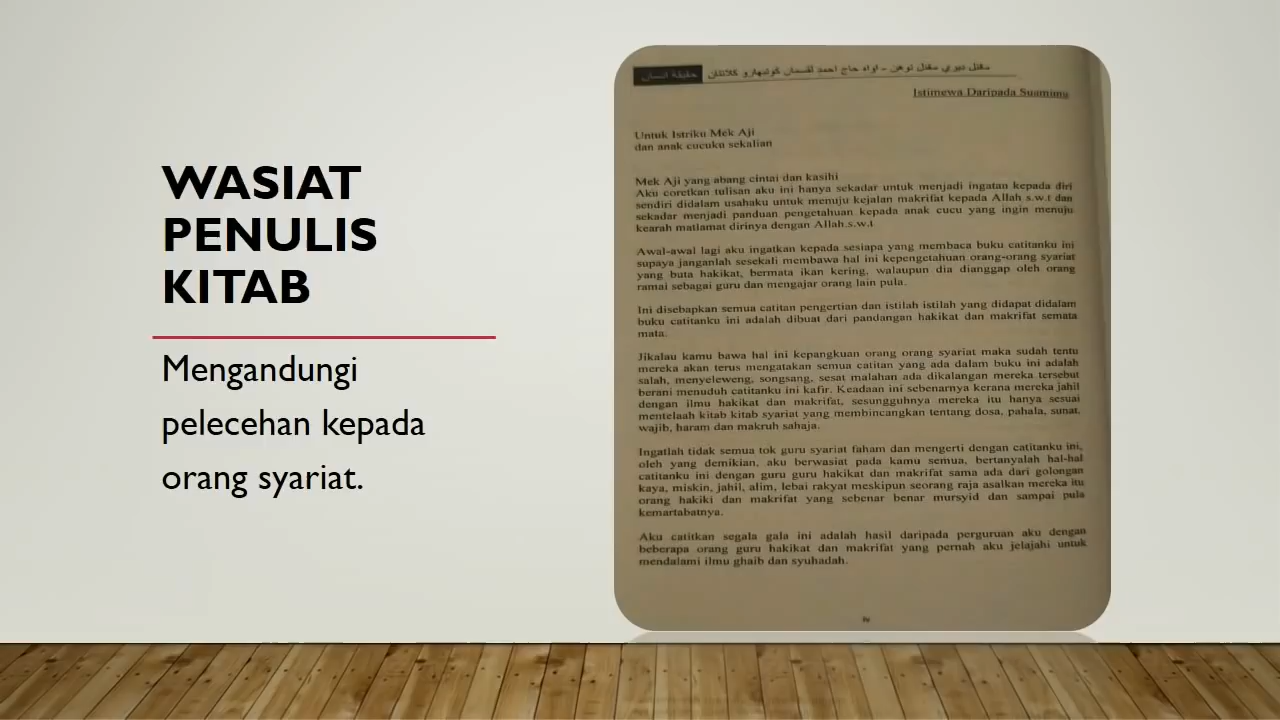 WASIAT
PENULIS
KITAB
Mengandungi
pelecehan kepada
orang syariat.
حقيقة انسان
مڠنل ديري مڠنل توهن - اواه حاج احمد لقسمان كوتبهارو كلانتان
Istimewa Daripada Suamimu
Untuk Istriku Mek Aji
dan anak cucuku sekalian
Mek Aji yang abang cintai dan kasihi
Aku coretkan tulisan aku ini hanya sekadar untuk menjadi ingatan kepada diri
sendiri didalam usahaku untuk menuju kejalan makrifat kepada Allah s.w.t dan
sekadar menjadi panduan pengetahuan kepada anak cucu yang ingin menuju
kearah matlamat dirinya dengan Allah.s.w.t
Awal-awal lagi aku ingatkan kepada sesiapa yang membaca buku catitanku ini
supaya janganlah sesekali membawa hal ini kepengetahuan orang-orang syariat
yang buta hakikat, bermata ikan kering, walaupun dia dianggap oleh orang
ramai sebagai guru dan mengajar orang lain pula.
Ini disebapkan semua catitan pengertian dan istilah istilah yang didapat didalam
buku catitanku ini adalah dibuat dari pandangan hakikat dan makrifat semata
mata.
Jikalau kamu bawa hal ini kepangkuan orang orang syariat maka sudah tentu
mereka akan terus mengatakan semua catitan yang ada dalam buku ini adalah
salah, menyeleweng, songsang, sesat malahan ada dikalangan mereka tersebut
berani menuduh catitanku ini kafir. Keadaan ini sebenarnya kerana mereka jahil
dengan ilmu hakikat dan makrifat, sesungguhnya mereka itu hanya sesuai
mentelaah kitab kitab syariat yang membincangkan tentang dosa, pahala, sunat,
wajib, haram dan makruh sahaja.
Ingatlah tidak semua tok guru syariat faham dan mengerti dengan catitanku ini,
oleh yang demikian, aku berwasiat pada kamu semua, bertanyalah hal-hal
catitanku ini dengan guru guru hakikat dan makrifat sama ada dari golongan
kaya, miskin, jahil, alim, lebai rakyat meskipun seorang raja asalkan mereka itu
orang hakiki dan makrifat yang sebenar benar mursyid dan sampai pula
kemartabatnya.
Aku catitkan segala gala ini adalah hasil daripada perguruan aku dengan
beberapa orang guru hakikat dan makrifat yang pernah aku jelajahi untuk
mendalami ilmu ghaib dan syuhadah.
iv